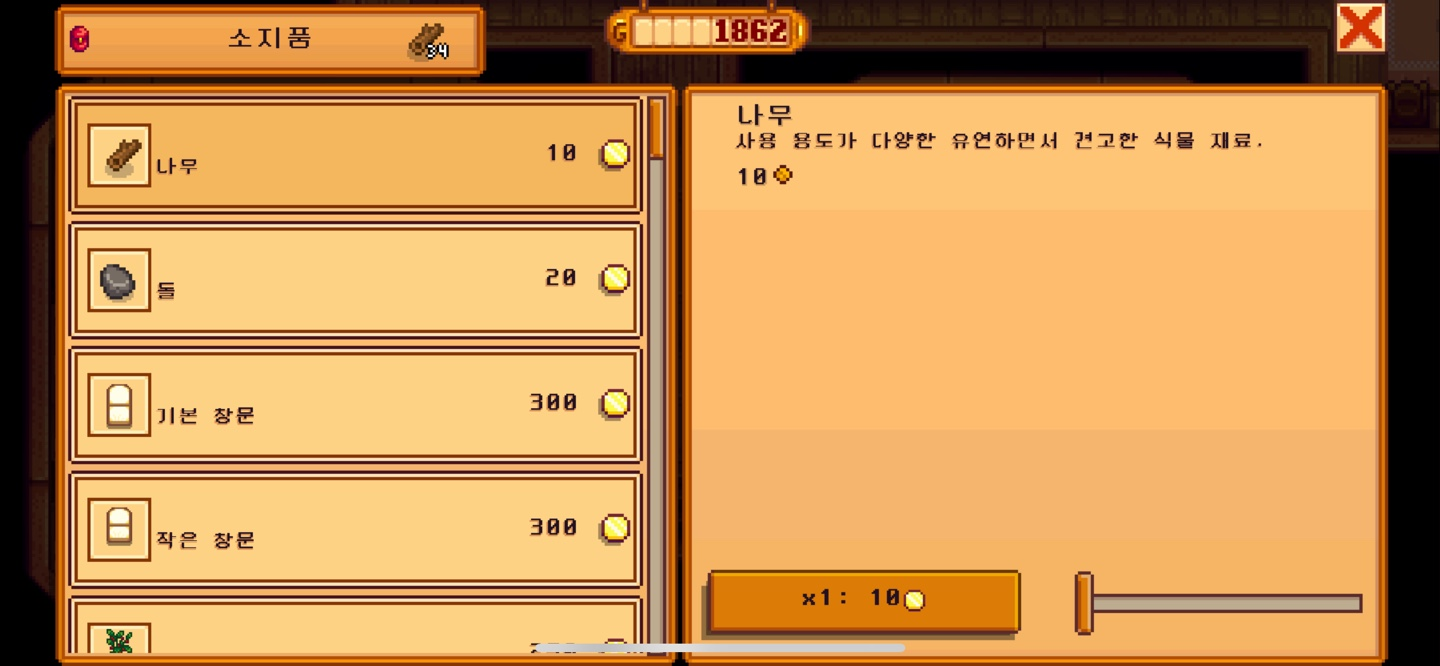 소지품
34
G 1862
나무 10
돌 20
기본 창문 300
작은 창문 300
나무
사용 용도가 다양한 유연하면서 견고한 식물 재료.
10
x1: 10